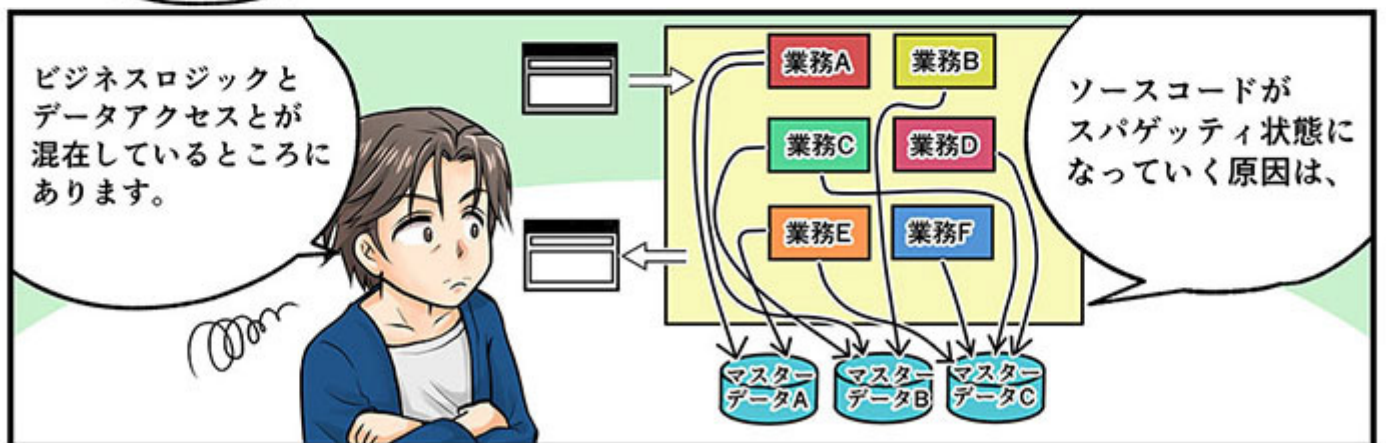 ソースコードが
スパゲッティ状態に
なっていく原因は、
業務A
業務B
業務C
業務D
業務E
業務F
マスター
データA
マスター
データB
マスター
データC
ビジネスロジックと
データアクセスとが
混在しているところに
あります。